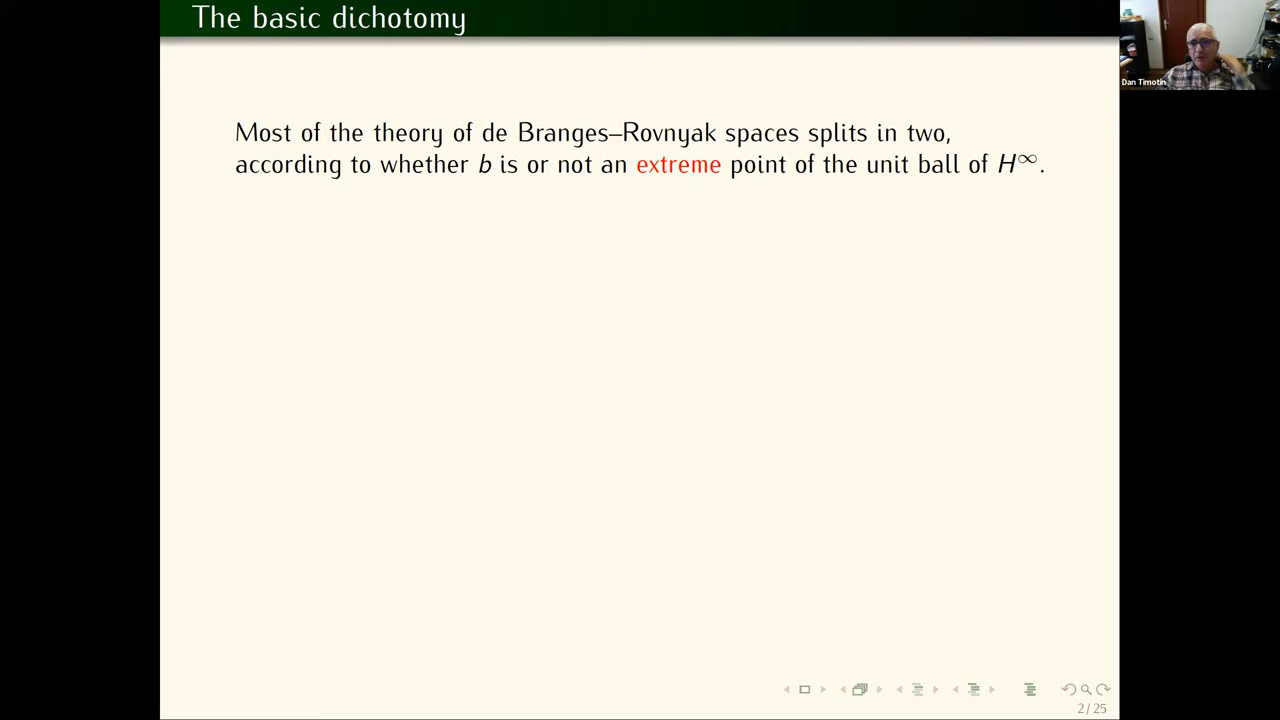 The basic dichotomy
Dan Timotin
Most of the theory of de Branges–Rovnyak spaces splits in two,
according to whether b is or not an extreme point of the unit ball of H∞.
2 / 25